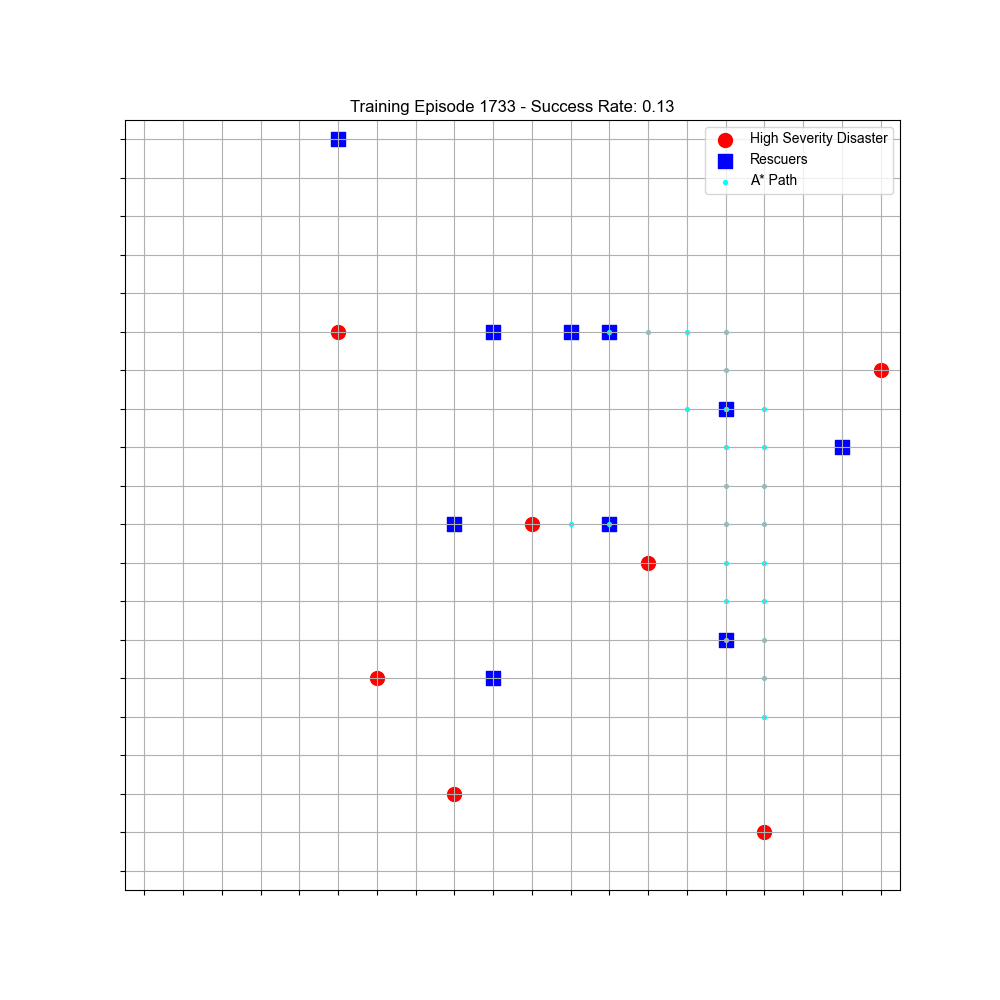 Training Episode 1733 - Success Rate: 0.13
High Severity Disaster
Rescuers
A* Path